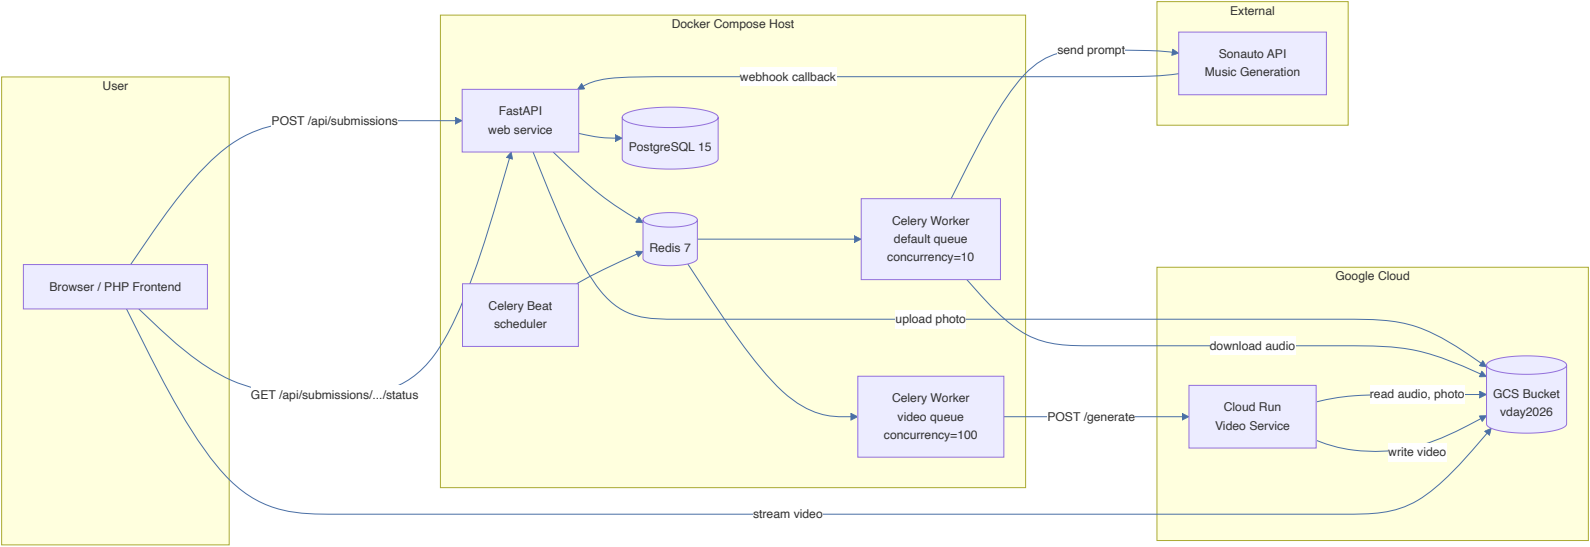 External
Sonauto API
Music Generation
Docker Compose Host
send prompt
webhook callback
User
FastAPI
web service
POST /api/submissions
PostgreSQL 15
Celery Worker
default queue
concurrency=10
Redis 7
Browser / PHP Frontend
Celery Beat
scheduler
Google Cloud
upload photo
download audio
GET /api/submissions/.../status
Celery Worker
video queue
concurrency=100
POST /generate
Cloud Run
Video Service
read audio, photo
GCS Bucket
vday2026
write video
stream video